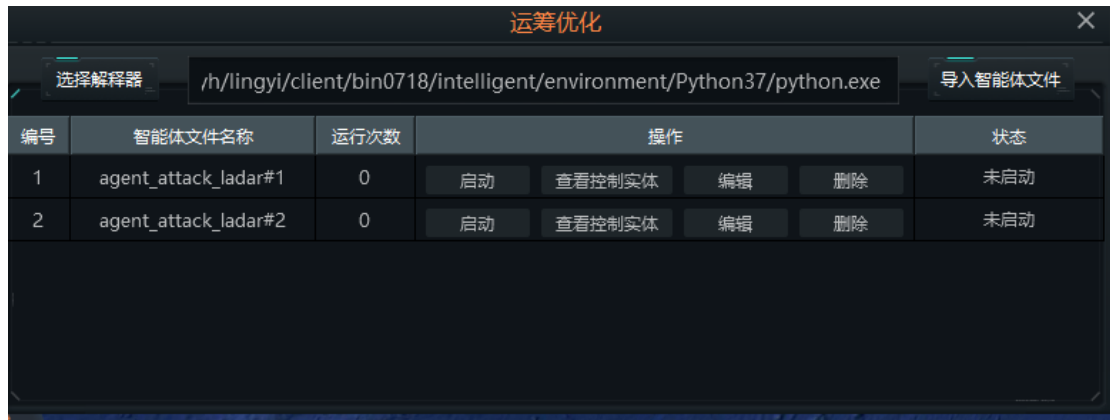 运筹优化
选择解释器 /h/lingyi/client/bin0718/intelligent/environment/Python37/python.exe 导入智能体文件
编号 智能体文件名称 运行次数 操作 状态
1 agent_attack_ladar#1 0 启动 查看控制实体 编辑 删除 未启动
2 agent_attack_ladar#2 0 启动 查看控制实体 编辑 删除 未启动